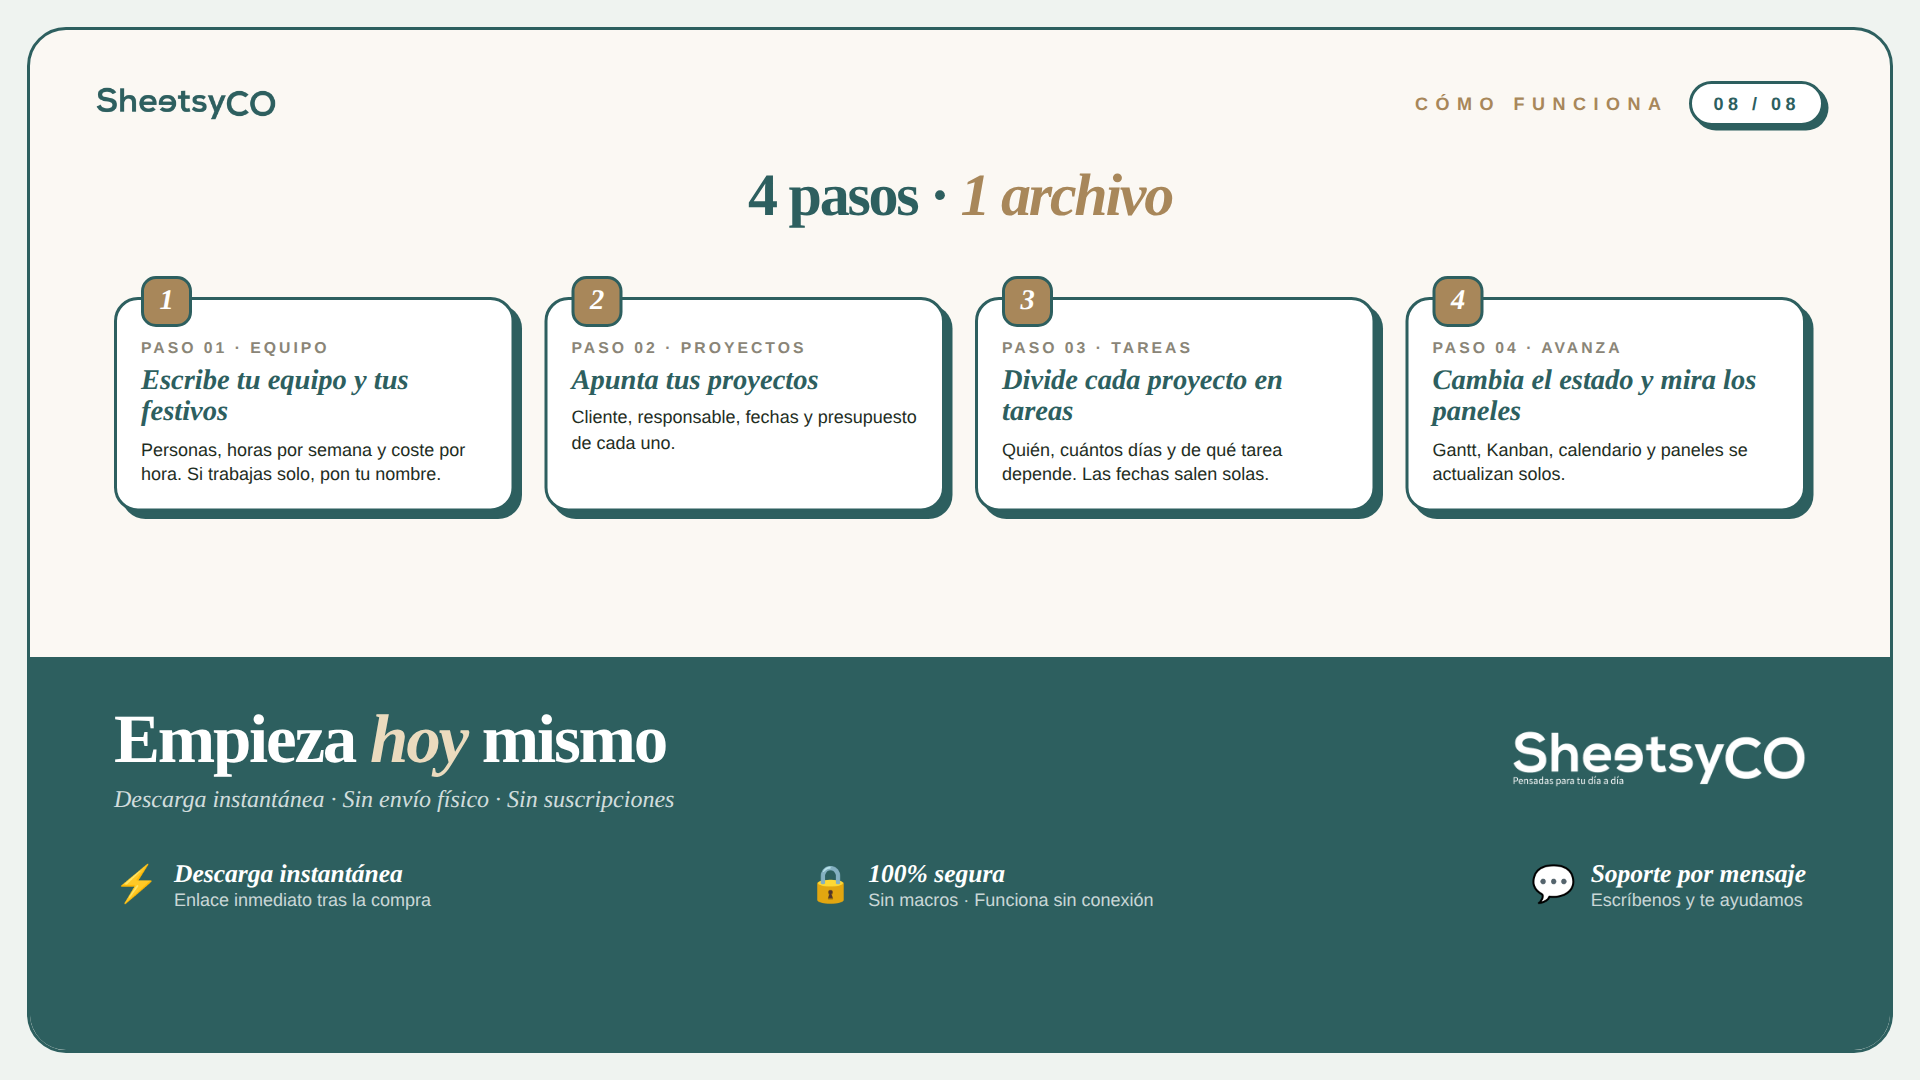 SheetsyCO
CÓMO FUNCIONA
08 / 08
4 pasos · 1 archivo
1
PASO 01 · EQUIPO
Escribe tu equipo y tus
festivos
Personas, horas por semana y coste por
hora. Si trabajas solo, pon tu nombre.
2
PASO 02 · PROYECTOS
Apunta tus proyectos
Cliente, responsable, fechas y presupuesto
de cada uno.
3
PASO 03 · TAREAS
Divide cada proyecto en
tareas
Quién, cuántos días y de qué tarea
depende. Las fechas salen solas.
4
PASO 04 · AVANZA
Cambia el estado y mira los
paneles
Gantt, Kanban, calendario y paneles se
actualizan solos.
Empieza hoy mismo
Descarga instantánea · Sin envío físico · Sin suscripciones
SheetsyCO
Pensadas para tu día a día
Descarga instantánea
Enlace inmediato tras la compra
100% segura
Sin macros · Funciona sin conexión
Soporte por mensaje
Escríbenos y te ayudamos